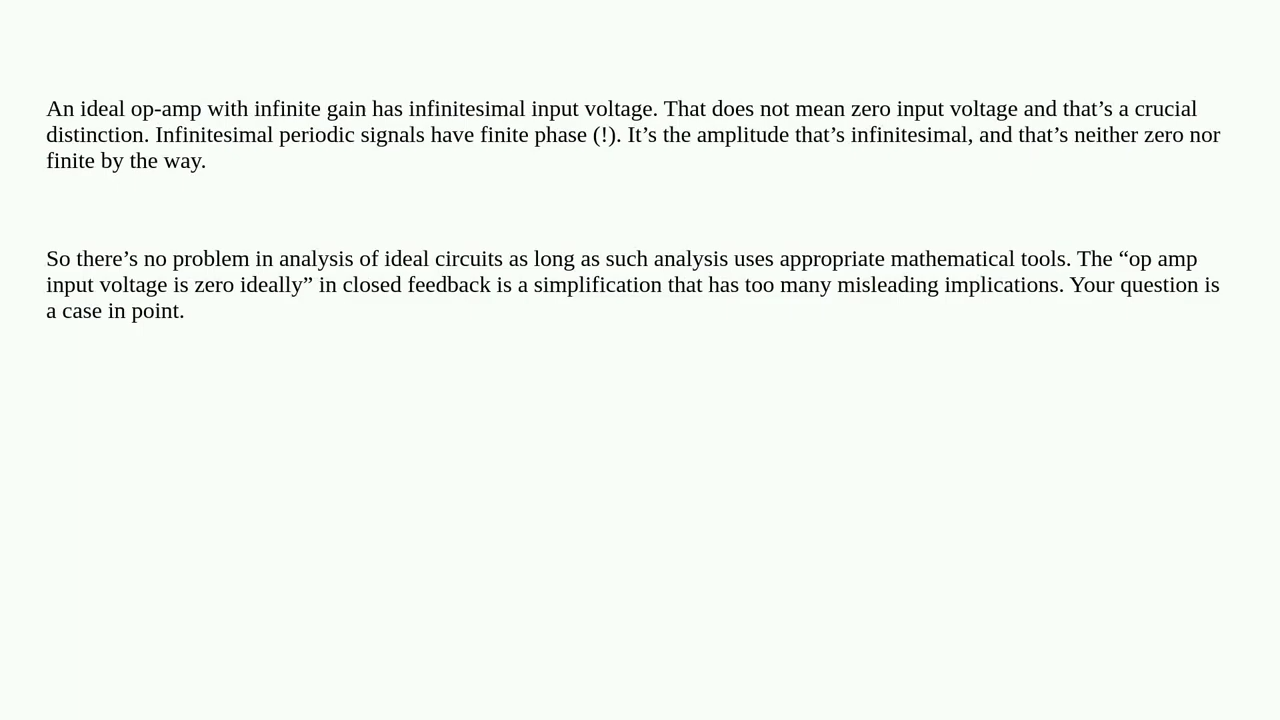 An ideal op-amp with infinite gain has infinitesimal input voltage. That does not mean zero input voltage and that’s a crucial
distinction. Infinitesimal periodic signals have finite phase (!). It’s the amplitude that’s infinitesimal, and that’s neither zero nor
finite by the way.
So there’s no problem in analysis of ideal circuits as long as such analysis uses appropriate mathematical tools. The “op amp
input voltage is zero ideally” in closed feedback is a simplification that has too many misleading implications. Your question is
a case in point.